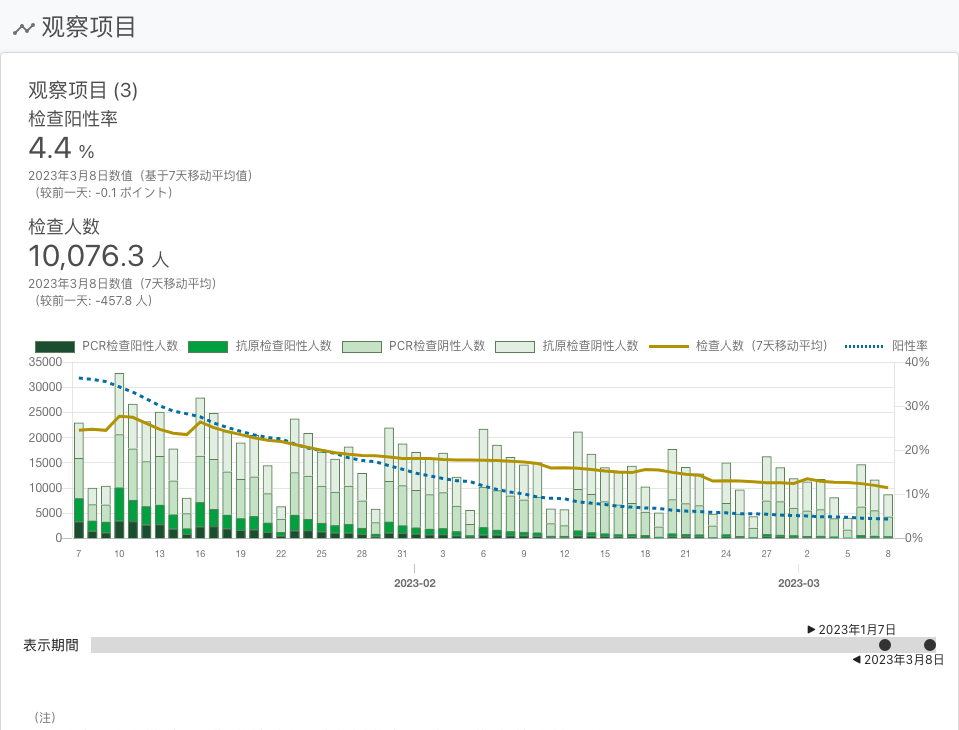 观察项目
观察项目 (3)
检查阳性率
4.4 %
2023年3月8日数值（基于7天移动平均值）
（较前一天: -0.1 ポイント）
检查人数
10,076.3 人
2023年3月8日数值（7天移动平均）
（较前一天: -457.8 人）
PCR检查阳性人数 抗原检查阳性人数 PCR检查阴性人数 抗原检查阴性人数 检查人数（7天移动平均） 阳性率
35000 40%
30000
25000 30%
20000 20%
15000
10000 10%
5000
0 0%
7 10 13 16 19 22 25 28 31 3 6 9 12 15 18 21 24 27 2 5 8
2023-02 2023-03
▶ 2023年1月7日
表示期間
◀ 2023年3月8日
（注）